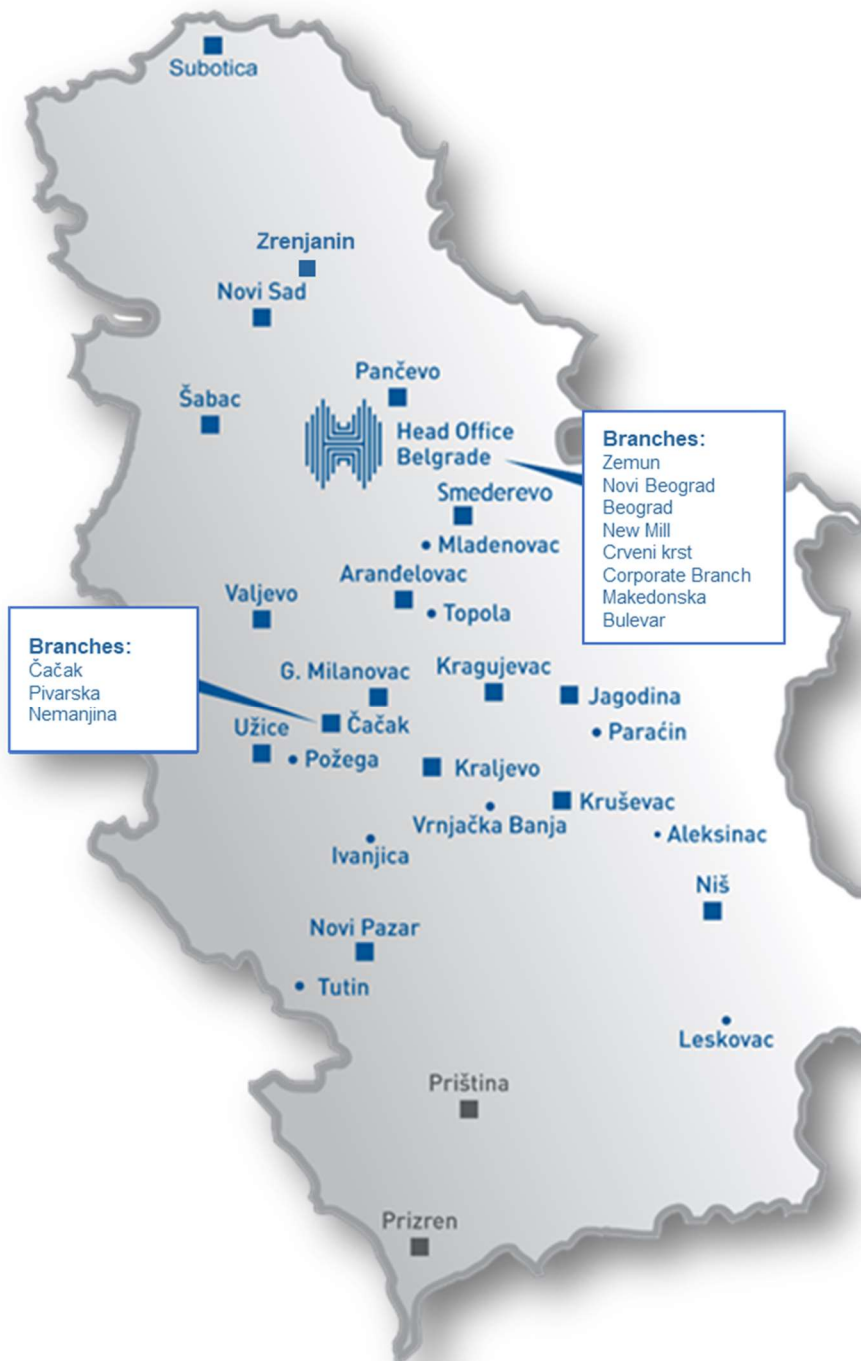 Subotica
Zrenjanin
Novi Sad
Pančevo
Šabac
Head Office
Belgrade
Branches:
Zemun
Novi Beograd
Beograd
New Mill
Crveni krst
Corporate Branch
Makedonska
Bulevar
Smederevo
Mladenovac
Aranđelovac
Valjevo
Topola
Branches:
Čačak
Pivarska
Nemanjina
G. Milanovac
Kragujevac
Jagodina
Čačak
Užice
Paraćin
Požega
Kraljevo
Kruševac
Vrnjačka Banja
Aleksinac
Ivanjica
Niš
Novi Pazar
Tutin
Leskovac
Priština
Prizren